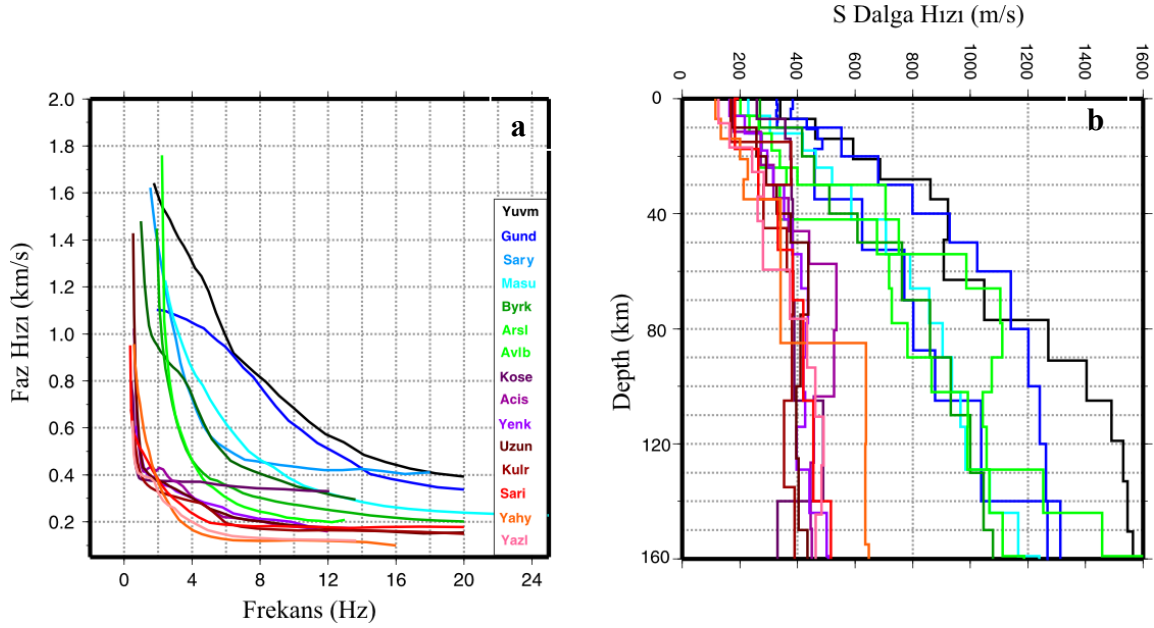 S Dalga Hızı (m/s)
0 200 400 600 800 1000 1200 1400 1600
2.0
1.8
1.6
1.4
1.2
1.0
0.8
0.6
0.4
0.2
Faz Hızı (km/s)
a
Yuvm
Gund
Sary
Masu
Byrk
Arsl
Avlb
Kose
Acis
Yenk
Uzun
Kulr
Sari
Yahy
Yazl
0 4 8 12 16 20 24
Frekans (Hz)
b
0
40
80
120
160
Depth (km)